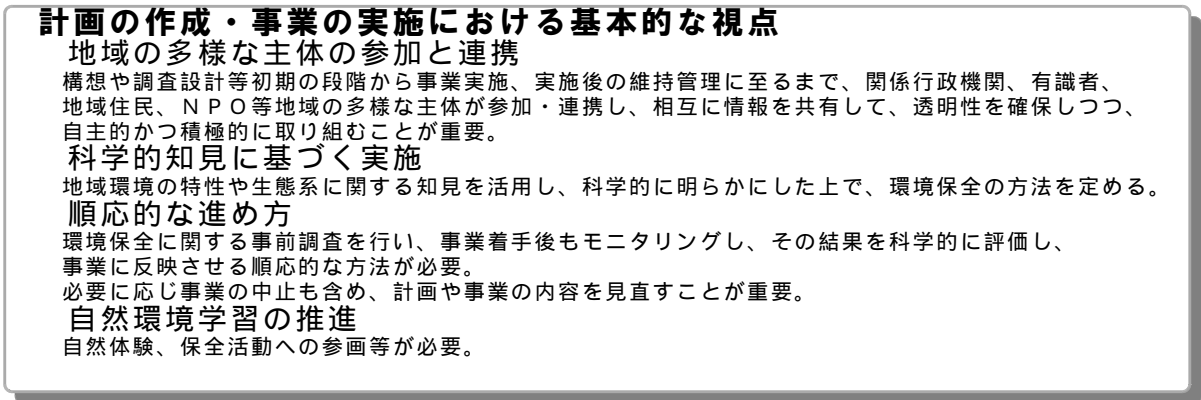 計画の作成・事業の実施における基本的な視点
地域の多様な主体の参加と連携
構想や調査設計等初期の段階から事業実施、実施後の維持管理に至るまで、関係行政機関、有識者、
地域住民、ＮＰＯ等地域の多様な主体が参加・連携し、相互に情報を共有して、透明性を確保しつつ、
自主的かつ積極的に取り組むことが重要。
科学的知見に基づく実施
地域環境の特性や生態系に関する知見を活用し、科学的に明らかにした上で、環境保全の方法を定める。
順応的な進め方
環境保全に関する事前調査を行い、事業着手後もモニタリングし、その結果を科学的に評価し、
事業に反映させる順応的な方法が必要。
必要に応じ事業の中止も含め、計画や事業の内容を見直すことが重要。
自然環境学習の推進
自然体験、保全活動への参画等が必要。